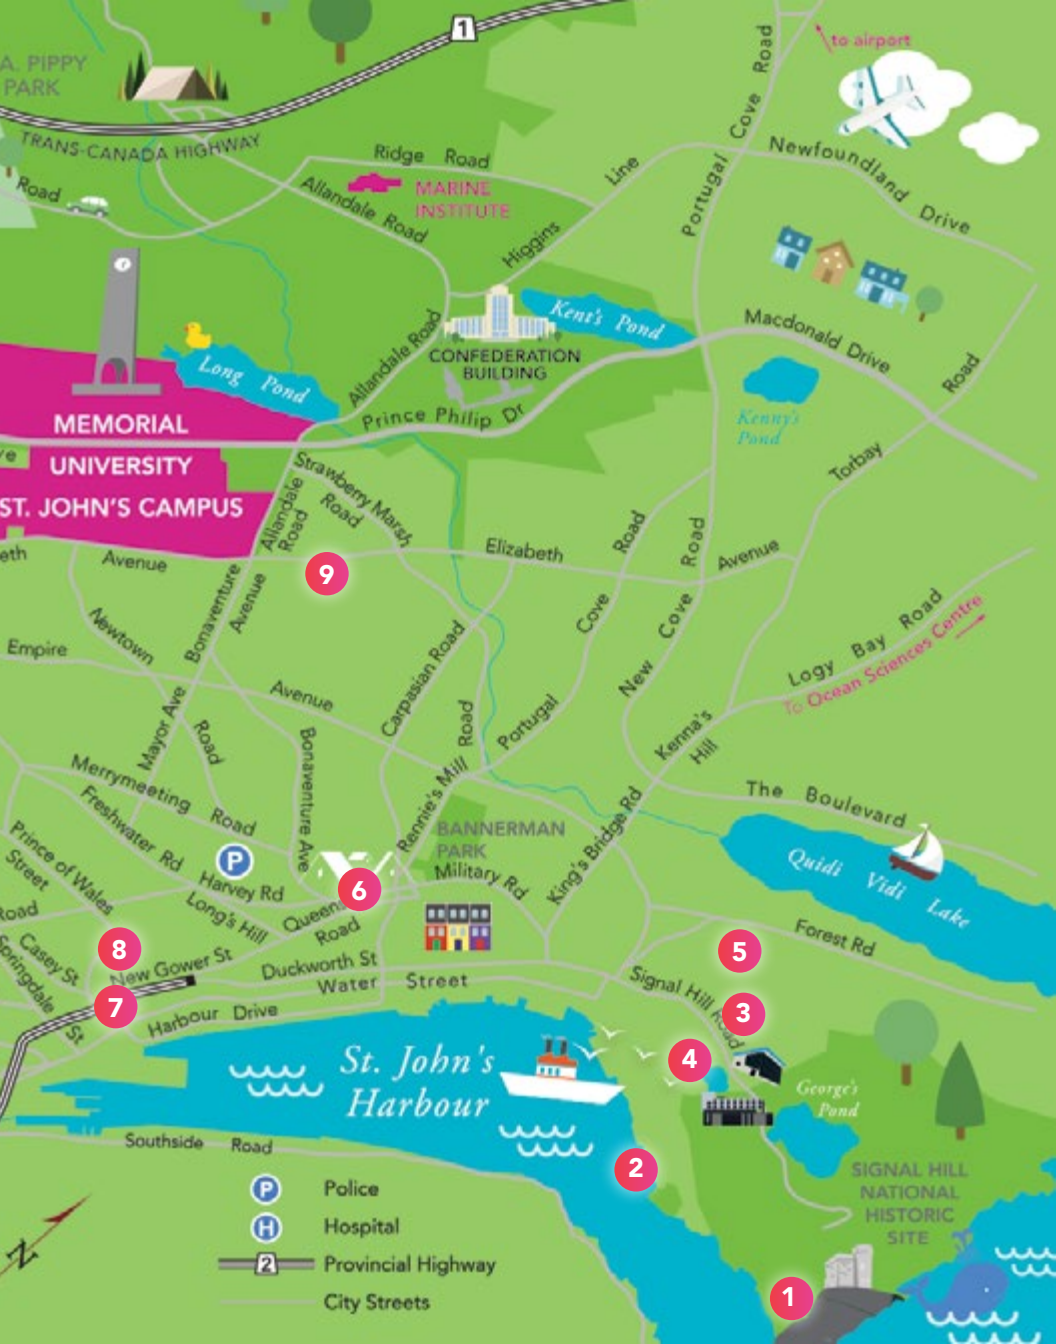 1
to airport
A. PIPPY
PARK
Portugal Cove Road
TRANS-CANADA HIGHWAY
Newfoundland Drive
Ridge Road
Road
MARINE
INSTITUTE
Allandale Road
Higgins Line
Kent's Pond
Macdonald Drive
CONFEDERATION
BUILDING
Long Pond
Allandale Road
Prince Philip Dr
Kenny's
Pond
Torbay Road
MEMORIAL
ve
UNIVERSITY
ST. JOHN'S CAMPUS
Strawberry Marsh
Road
Allandale
Road
eth Avenue
Elizabeth Avenue
9
Portugal Cove Road
New Cove Road
Logy Bay Road
To Ocean Sciences Centre
Bonaventure
Avenue
Newtown Road
Empire Avenue
Mayor Ave
Carpasian Road
Kenna's
Hill
Bonaventure Ave
Rennie's Mill Road
Merrymeeting Road
Freshwater Rd
The Boulevard
BANNERMAN
PARK
King's Bridge Rd
Prince of Wales
Street
P
Harvey Rd
Military Rd
6
Quidi Vidi Lake
Long's Hill
Queens
Road
Road
Forest Rd
8
5
Casey St
Springdale St
New Gower St
Duckworth St
Water Street
7
Harbour Drive
Signal Hill Road
3
4
St. John's
Harbour
George's
Pond
Southside Road
2
SIGNAL HILL
NATIONAL
HISTORIC
SITE
P Police
H Hospital
2 Provincial Highway
City Streets
N
1